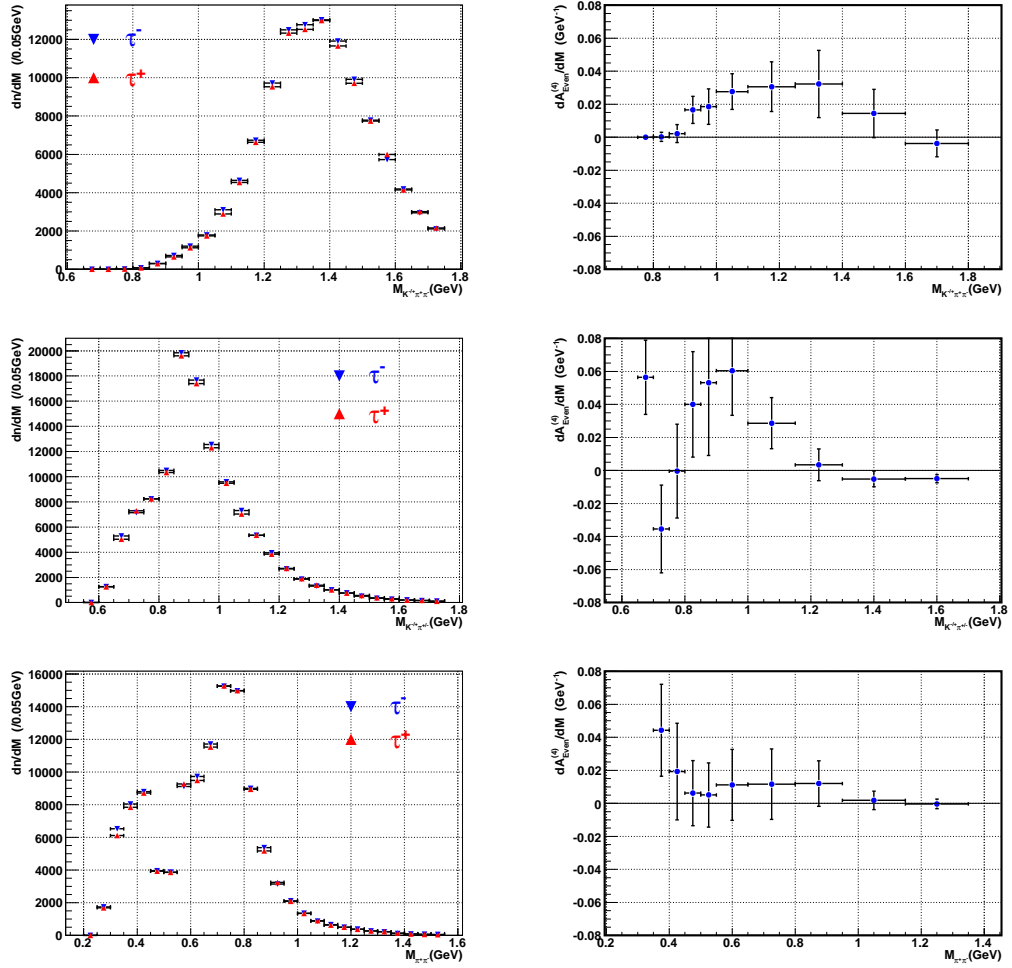 dn/dM (/0.05GeV)
12000
10000
8000
6000
4000
2000
0
τ-
τ+
0.6 0.8 1 1.2 1.4 1.6 1.8
M K-/+π+π- (GeV)
dA(4)Even/dM (GeV-1)
0.08
0.06
0.04
0.02
0
-0.02
-0.04
-0.06
-0.08
0.8 1 1.2 1.4 1.6 1.8
M K-/+π+π- (GeV)
dn/dM (/0.05GeV)
20000
18000
16000
14000
12000
10000
8000
6000
4000
2000
0
τ-
τ+
0.6 0.8 1 1.2 1.4 1.6 1.8
M K-/+π+/- (GeV)
dA(4)Even/dM (GeV-1)
0.08
0.06
0.04
0.02
0
-0.02
-0.04
-0.06
-0.08
0.6 0.8 1 1.2 1.4 1.6 1.8
M K-/+π+/- (GeV)
dn/dM (/0.05GeV)
16000
14000
12000
10000
8000
6000
4000
2000
0
τ-
τ+
0.2 0.4 0.6 0.8 1 1.2 1.4 1.6
M π+π- (GeV)
dA(4)Even/dM (GeV-1)
0.08
0.06
0.04
0.02
0
-0.02
-0.04
-0.06
-0.08
0.2 0.4 0.6 0.8 1 1.2 1.4
M π+π- (GeV)